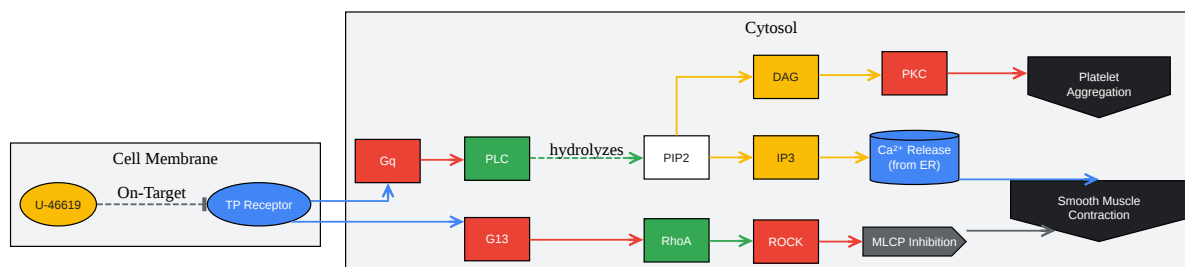 Cytosol
DAG
PKC
Platelet
Aggregation
Cell Membrane
U-46619
On-Target
TP Receptor
Gq
PLC
hydrolyzes
PIP2
IP3
Ca²⁺ Release
(from ER)
Smooth Muscle
Contraction
G13
RhoA
ROCK
MLCP Inhibition